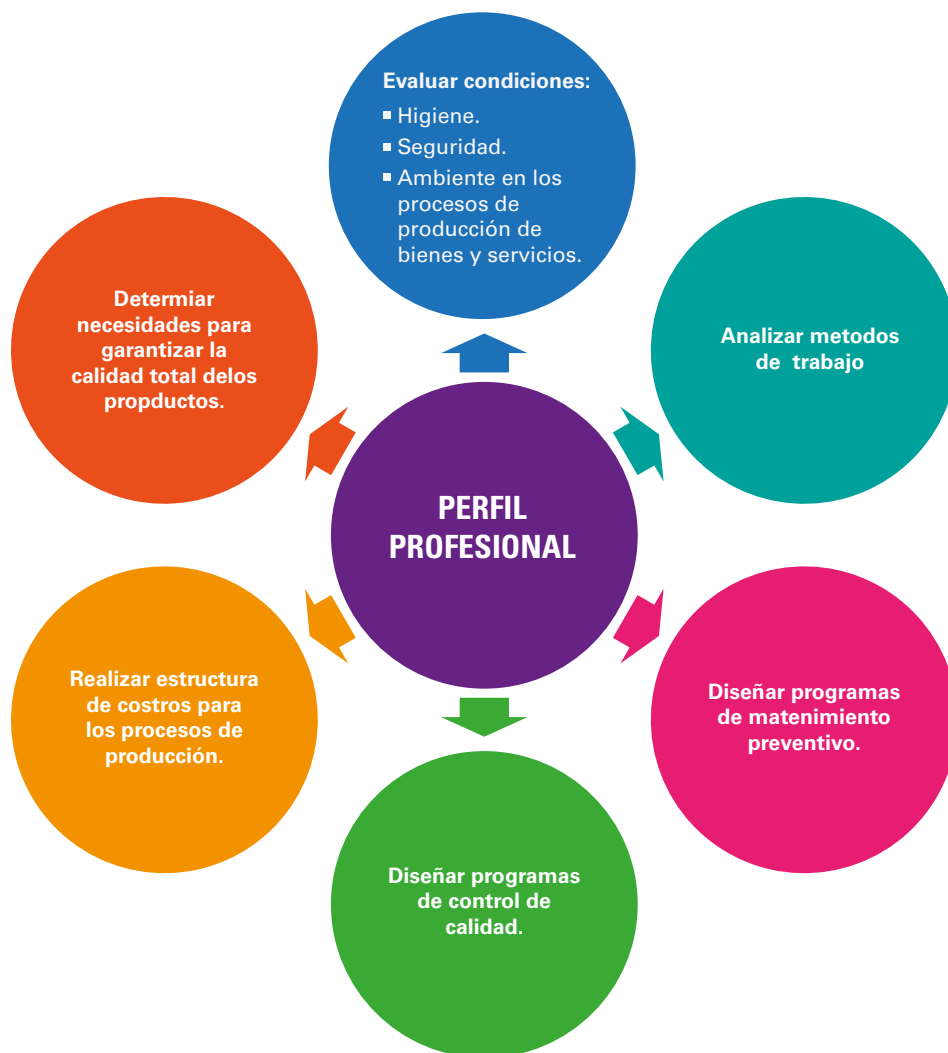 Evaluar condiciones:
▪ Higiene.
▪ Seguridad.
▪ Ambiente en los
procesos de
producción de
bienes y servicios.
Determiar
necesidades para
garantizar la
calidad total delos
propductos.
Analizar metodos
de trabajo
PERFIL
PROFESIONAL
Realizar estructura
de costros para
los procesos de
producción.
Diseñar programas
de matenimiento
preventivo.
Diseñar programas
de control de
calidad.